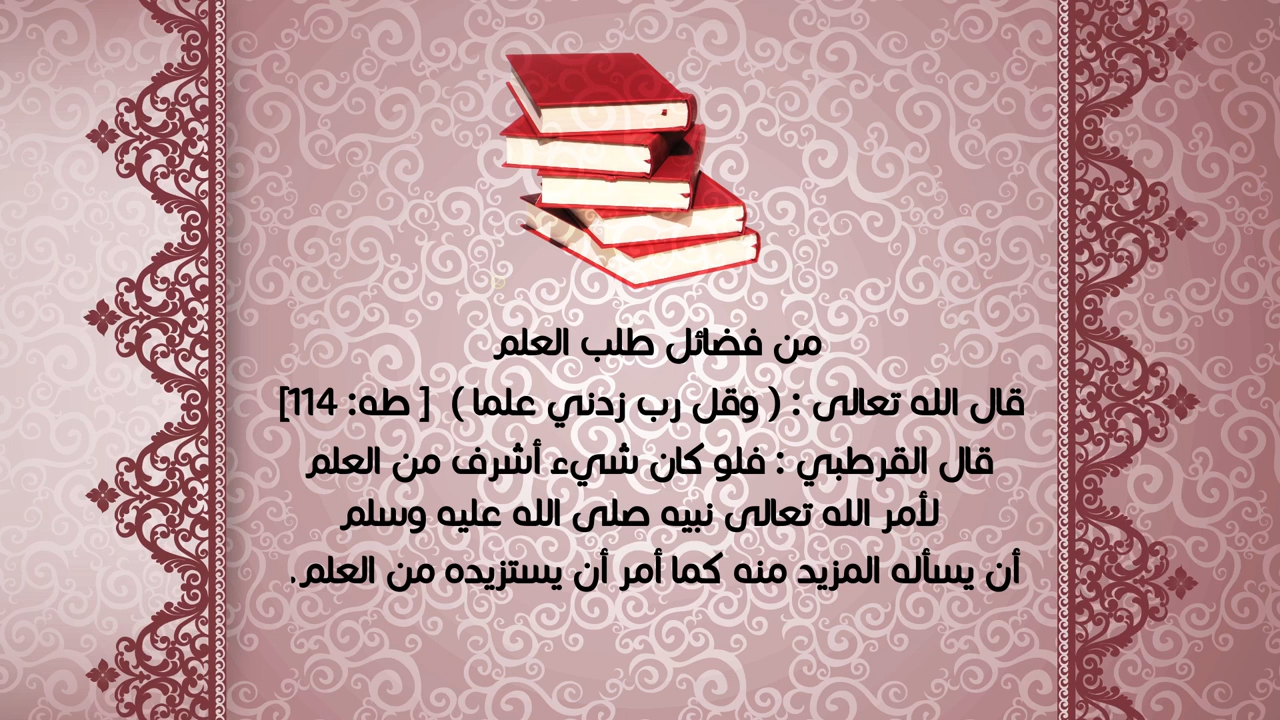 من فضائل طلب العلم
قال الله تعالى : ( وقل رب زدني علما ) [ طه: 114]
قال القرطبي : فلو كان شيء أشرف من العلم
لأمر الله تعالى نبيه صلى الله عليه وسلم
أن يسأله المزيد منه كما أمر أن يستزيده من العلم.